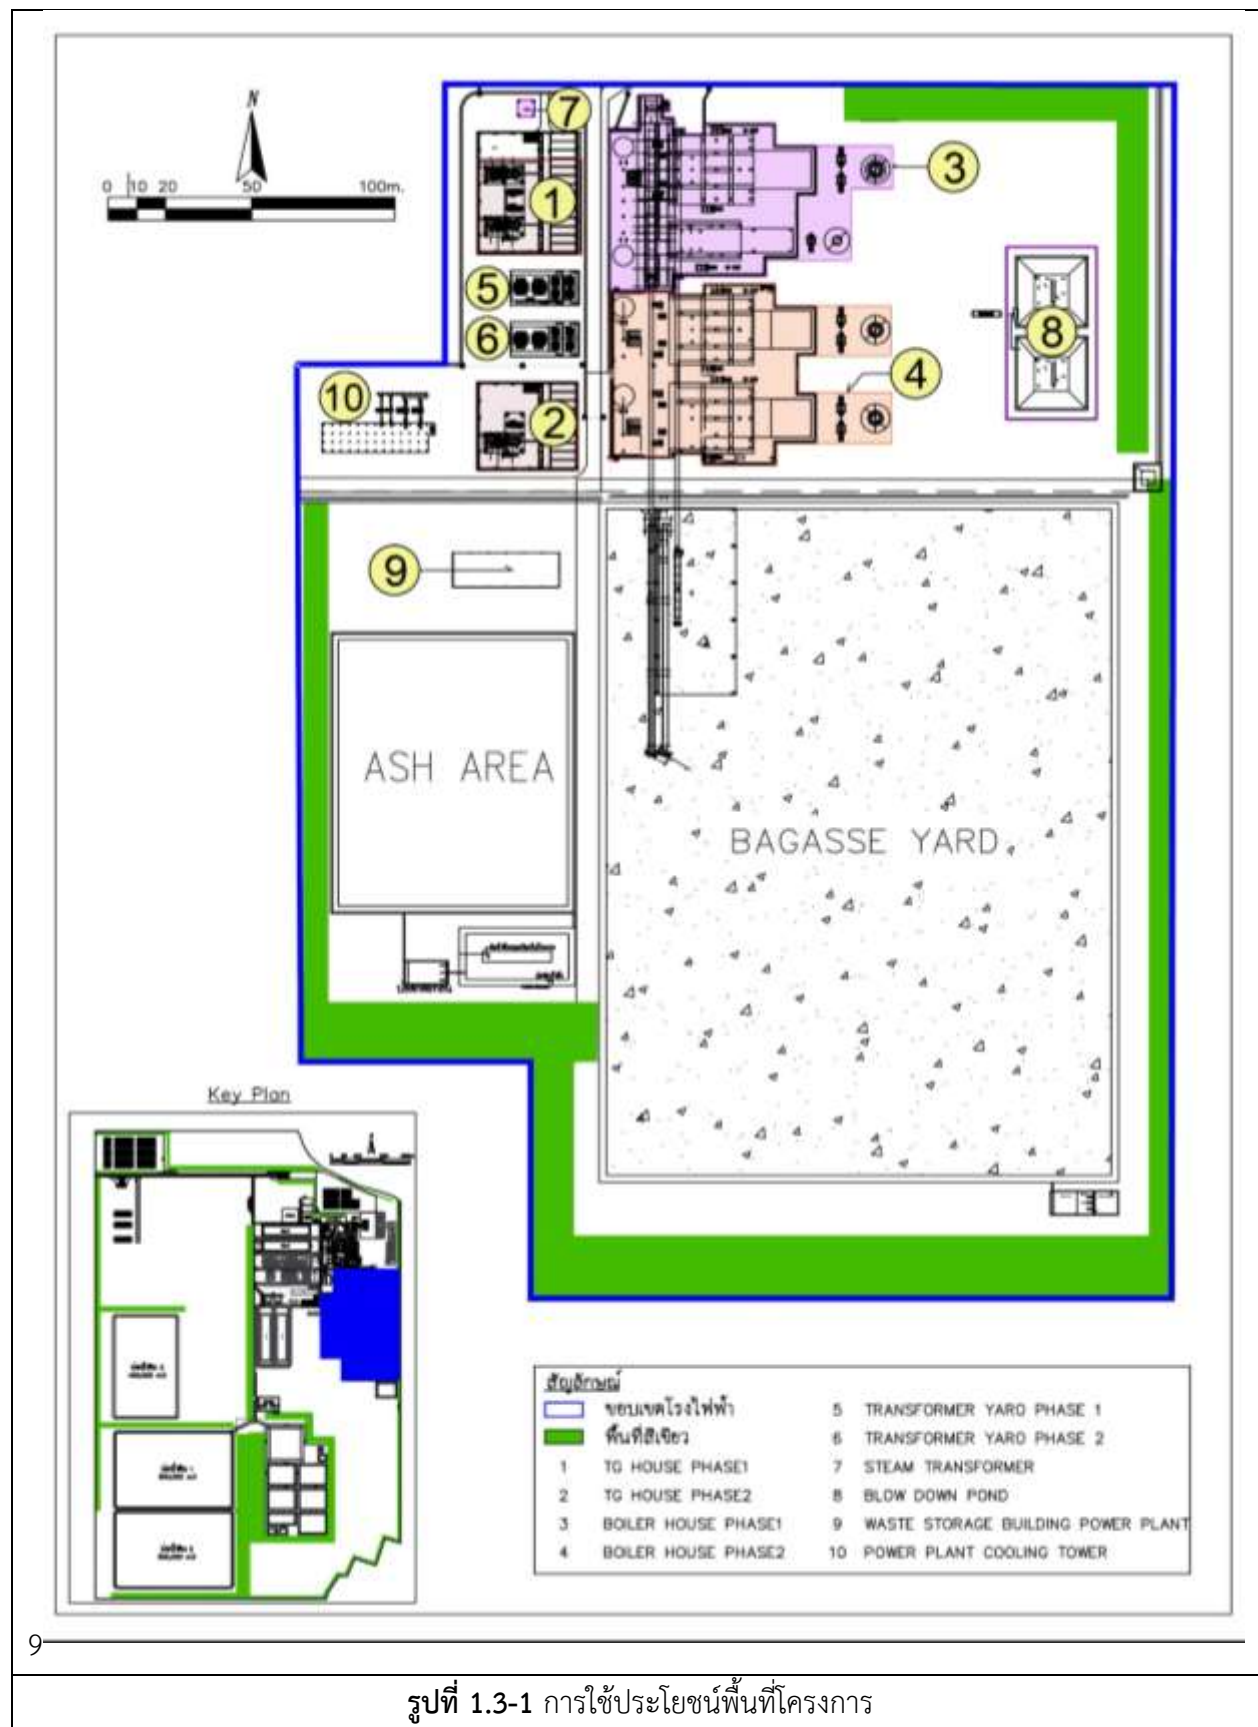 N
0 10 20 50 100m.
7
3
1
5
8
6
4
10
2
9
ASH AREA
BAGASSE YARD
Key Plan
สัญลักษณ์
ขอบเขตโรงไฟฟ้า
พื้นที่สีเขียว
1 TG HOUSE PHASE1
2 TG HOUSE PHASE2
3 BOILER HOUSE PHASE1
4 BOILER HOUSE PHASE2
5 TRANSFORMER YARO PHASE 1
6 TRANSFORMER YARO PHASE 2
7 STEAM TRANSFORMER
8 BLOW DOWN POND
9 WASTE STORAGE BUILDING POWER PLANT
10 POWER PLANT COOLING TOWER
9
รูปที่ 1.3-1 การใช้ประโยชน์พื้นที่โครงการ